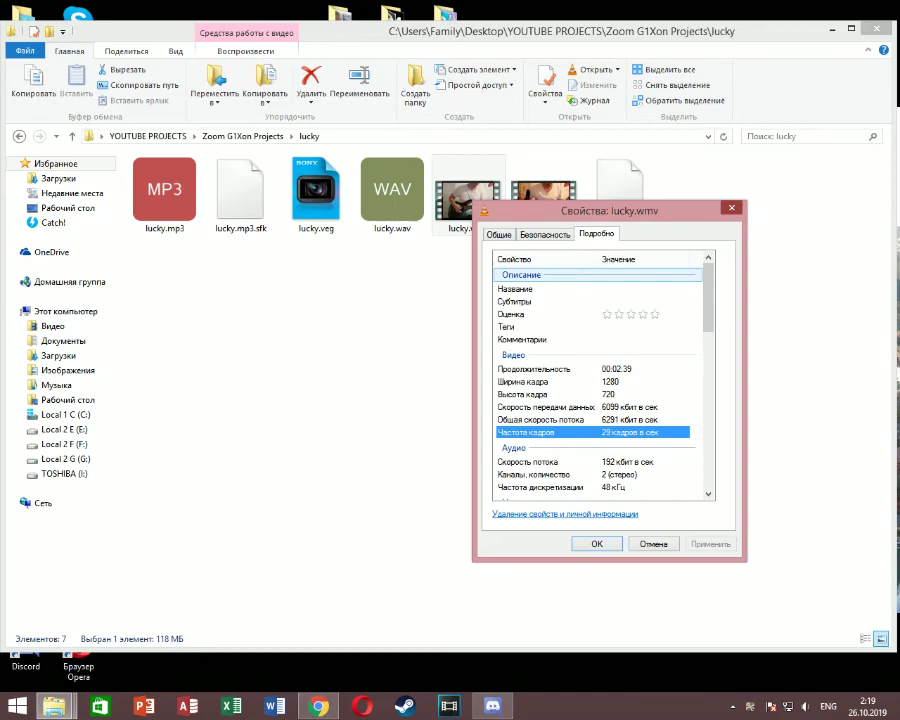 Средства работы с видео
C:\Users\Family\Desktop\YOUTUBE PROJECTS\Zoom G1Xon Projects\lucky
Файл
Главная
Поделиться
Вид
Воспроизвести
Копировать
Вставить
Вырезать
Скопировать путь
Вставить ярлык
Переместить в
Копировать в
Удалить
Переименовать
Создать папку
Создать элемент
Простой доступ
Свойства
Открыть
Изменить
Журнал
Выделить все
Снять выделение
Обратить выделение
Буфер обмена
Упорядочить
Создать
Открыть
Выделить
YOUTUBE PROJECTS
Zoom G1Xon Projects
lucky
Поиск: lucky
Избранное
Загрузки
Недавние места
Рабочий стол
Catch!
OneDrive
Домашняя группа
Этот компьютер
Видео
Документы
Загрузки
Изображения
Музыка
Рабочий стол
Local 1 C (C:)
Local 2 E (E:)
Local 2 F (F:)
Local 2 G (G:)
TOSHIBA (I:)
Сеть
MP3
lucky.mp3
lucky.mp3.sfk
SONY
lucky.veg
WAV
lucky.wav
Свойства: lucky.wmv
Общие
Безопасность
Подробно
Свойство Значение
Описание
Название
Субтитры
Оценка
Теги
Комментарии
Видео
Продолжительность 00:02:39
Ширина кадра 1280
Высота кадра 720
Скорость передачи данных 6099 кбит в сек
Общая скорость потока 6291 кбит в сек
Частота кадров 29 кадров в сек
Аудио
Скорость потока 192 кбит в сек
Каналы, количество 2 (стерео)
Частота дискретизации 48 кГц
Удаление свойств и личной информации
OK
Отмена
Применить
Элементов: 7
Выбран 1 элемент: 118 МБ
Discord
Браузер
Opera
ENG
2:19
26.10.2019